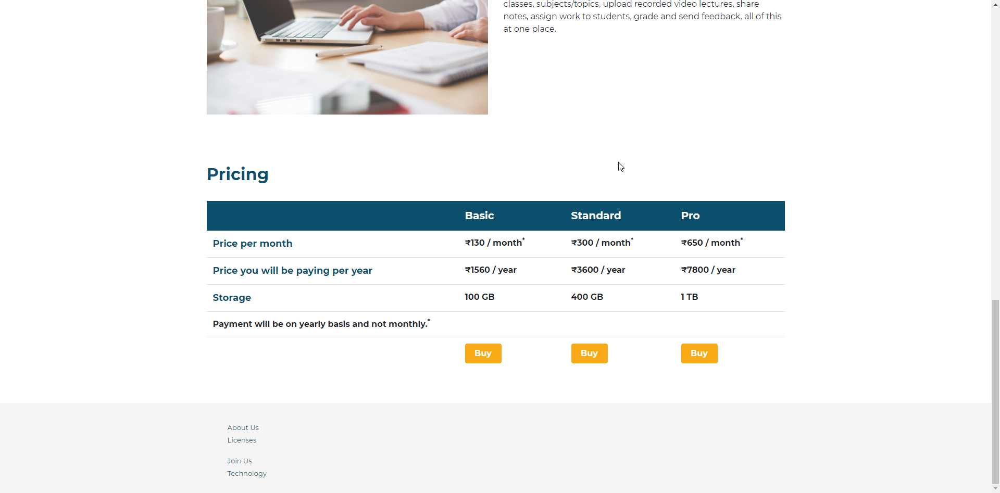 classes, subjects/topics, upload recorded video lectures, share
notes, assign work to students, grade and send feedback, all of this
at one place.
Pricing
Basic Standard Pro
Price per month ₹130 / month* ₹300 / month* ₹650 / month*
Price you will be paying per year ₹1560 / year ₹3600 / year ₹7800 / year
Storage 100 GB 400 GB 1 TB
Payment will be on yearly basis and not monthly.*
Buy Buy Buy
About Us
Licenses
Join Us
Technology